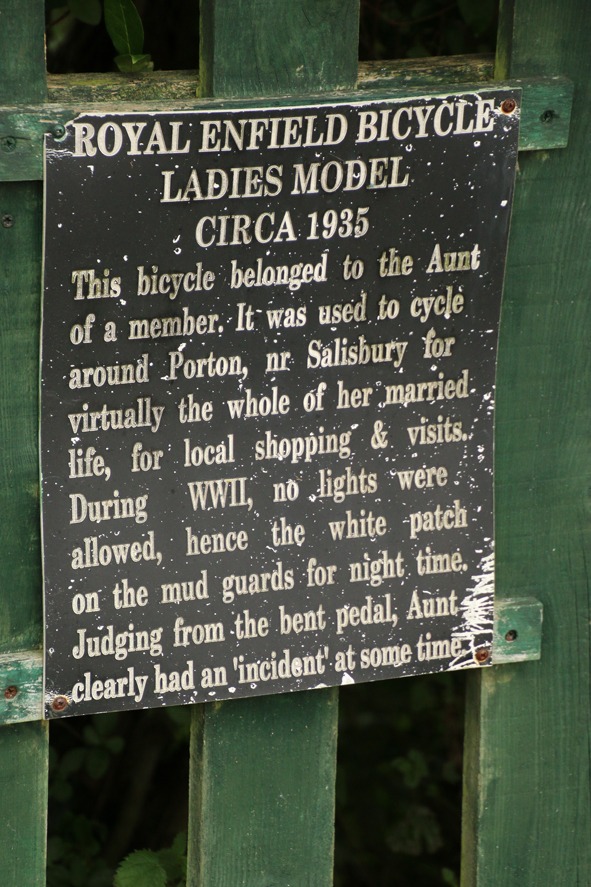 ROYAL ENFIELD BICYCLE
LADIES MODEL
CIRCA 1935
This bicycle belonged to the Aunt
of a member. It was used to cycle
around Porton, nr Salisbury for
virtually the whole of her married
life, for local shopping & visits.
During WWII, no lights were
allowed, hence the white patch
on the mud guards for night time.
Judging from the bent pedal, Aunt
clearly had an 'incident' at some time.